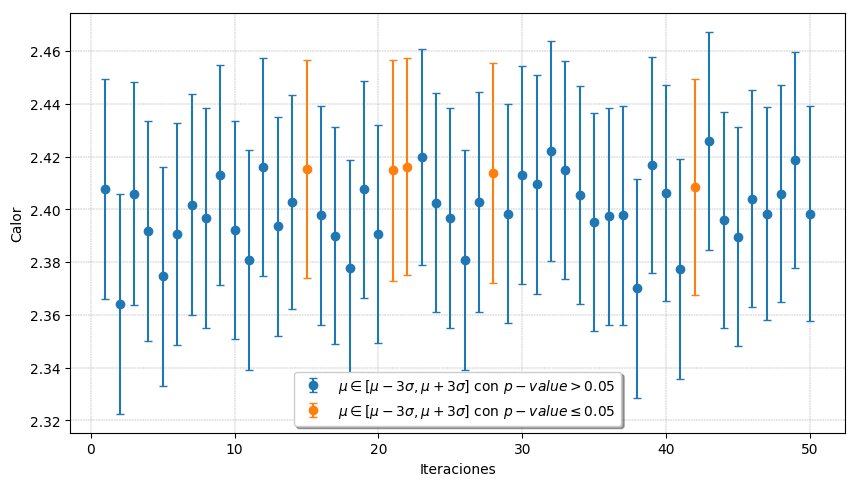 2.46
2.44
2.42
2.40
2.38
2.36
2.34
2.32
Calor
μ ∈ [μ − 3σ, μ + 3σ] con p − value > 0.05
μ ∈ [μ − 3σ, μ + 3σ] con p − value ≤ 0.05
0 10 20 30 40 50
Iteraciones